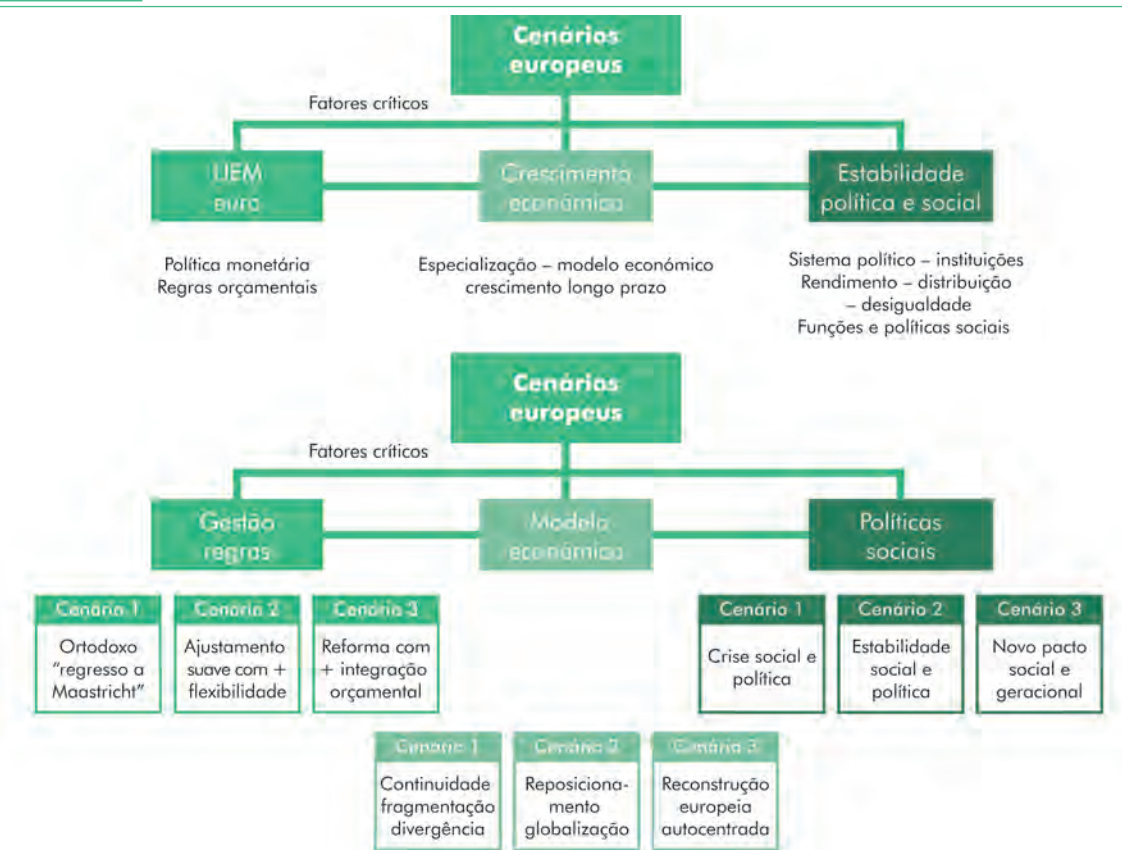 Cenários
europeus
Fatores críticos
UEM
euro
Crescimento
económico
Estabilidade
política e social
Política monetária
Regras orçamentais
Especialização – modelo económico
crescimento longo prazo
Sistema político – instituições
Rendimento – distribuição
– desigualdade
Funções e políticas sociais
Cenários
europeus
Fatores críticos
Gestão
regras
Modelo
económico
Políticas
sociais
Cenário 1
Ortodoxo
“regresso a
Maastricht”
Cenário 2
Ajustamento
suave com +
flexibilidade
Cenário 3
Reforma com
+ integração
orçamental
Cenário 1
Crise social e
política
Cenário 2
Estabilidade
social e
política
Cenário 3
Novo pacto
social e
geracional
Cenário 1
Continuidade
fragmentação
divergência
Cenário 2
Reposiciona-
mento
globalização
Cenário 3
Reconstrução
europeia
autocentrada